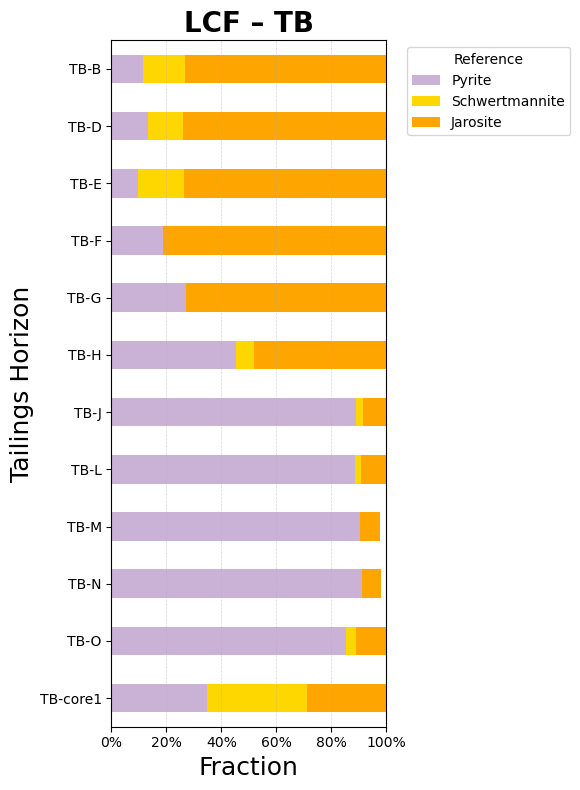 LCF – TB
Reference
Pyrite
Schwertmannite
Jarosite
Tailings Horizon
TB-B
TB-D
TB-E
TB-F
TB-G
TB-H
TB-J
TB-L
TB-M
TB-N
TB-O
TB-core1
0% 20% 40% 60% 80% 100%
Fraction